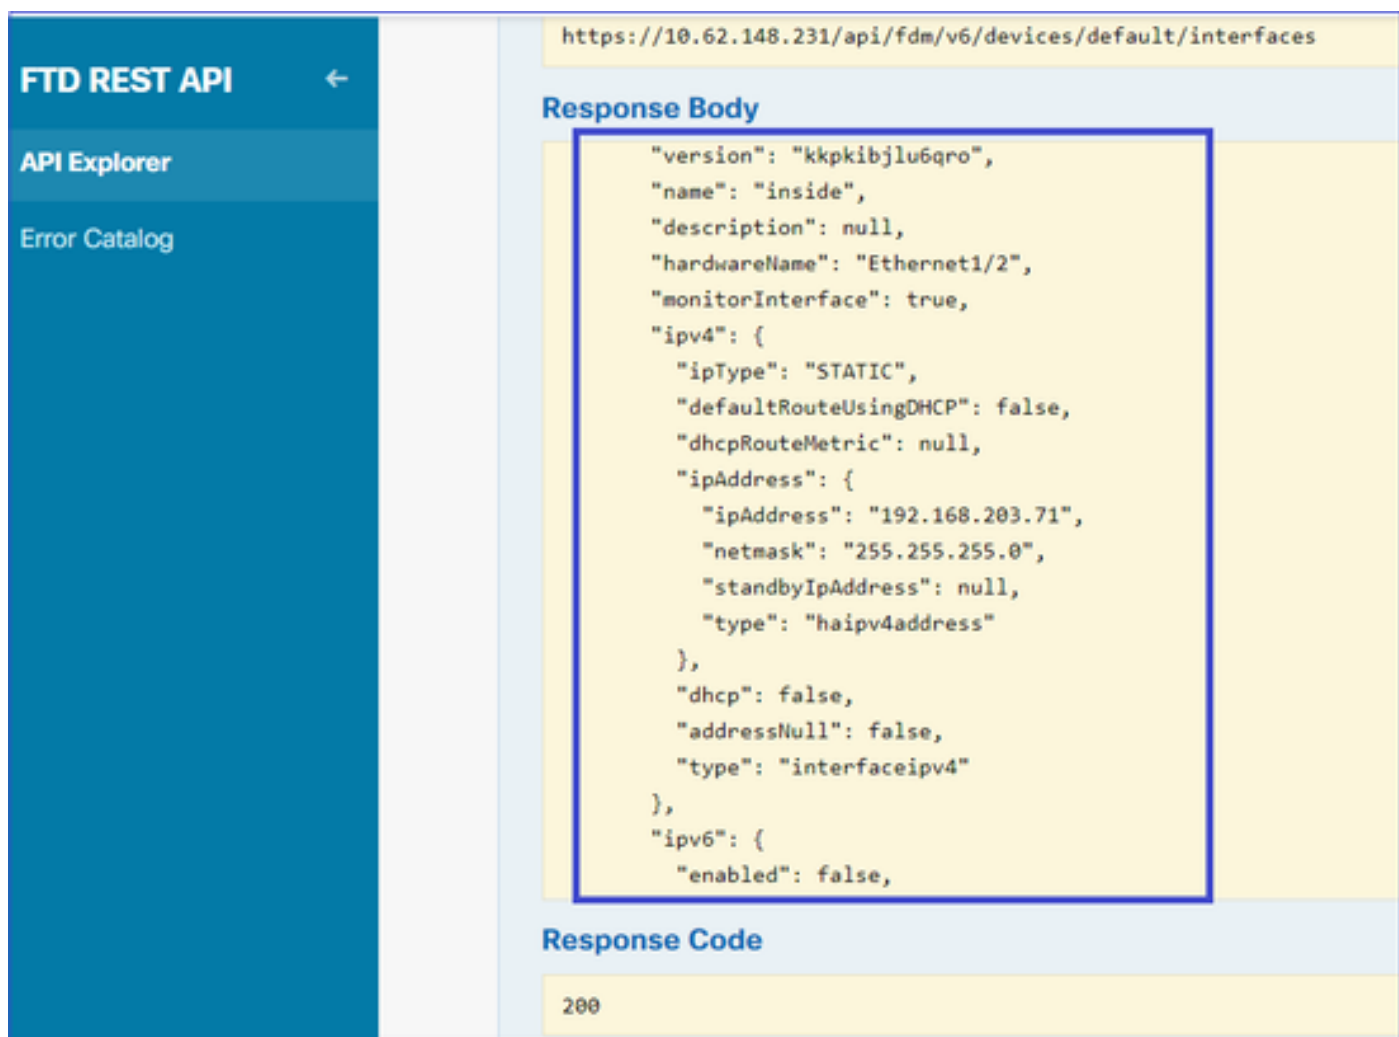 https://10.62.148.231/api/fdm/v6/devices/default/interfaces
FTD REST API ←
API Explorer
Error Catalog
Response Body
"version": "kkpkibjlu6qro",
"name": "inside",
"description": null,
"hardwareName": "Ethernet1/2",
"monitorInterface": true,
"ipv4": {
"ipType": "STATIC",
"defaultRouteUsingDHCP": false,
"dhcpRouteMetric": null,
"ipAddress": {
"ipAddress": "192.168.203.71",
"netmask": "255.255.255.0",
"standbyIpAddress": null,
"type": "haipv4address"
},
"dhcp": false,
"addressNull": false,
"type": "interfaceipv4"
},
"ipv6": {
"enabled": false,
Response Code
200